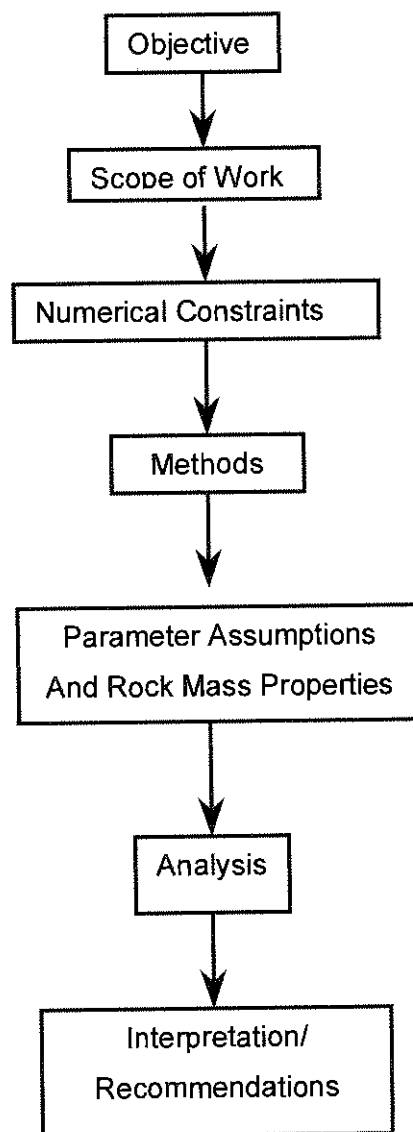 Objective
Scope of Work
Numerical Constraints
Methods
Parameter Assumptions
And Rock Mass Properties
Analysis
Interpretation/
Recommendations